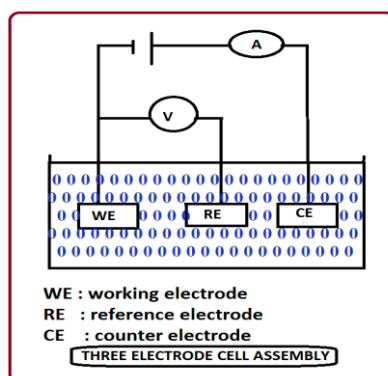 A
V
WE
RE
CE
WE : working electrode
RE : reference electrode
CE : counter electrode
THREE ELECTRODE CELL ASSEMBLY